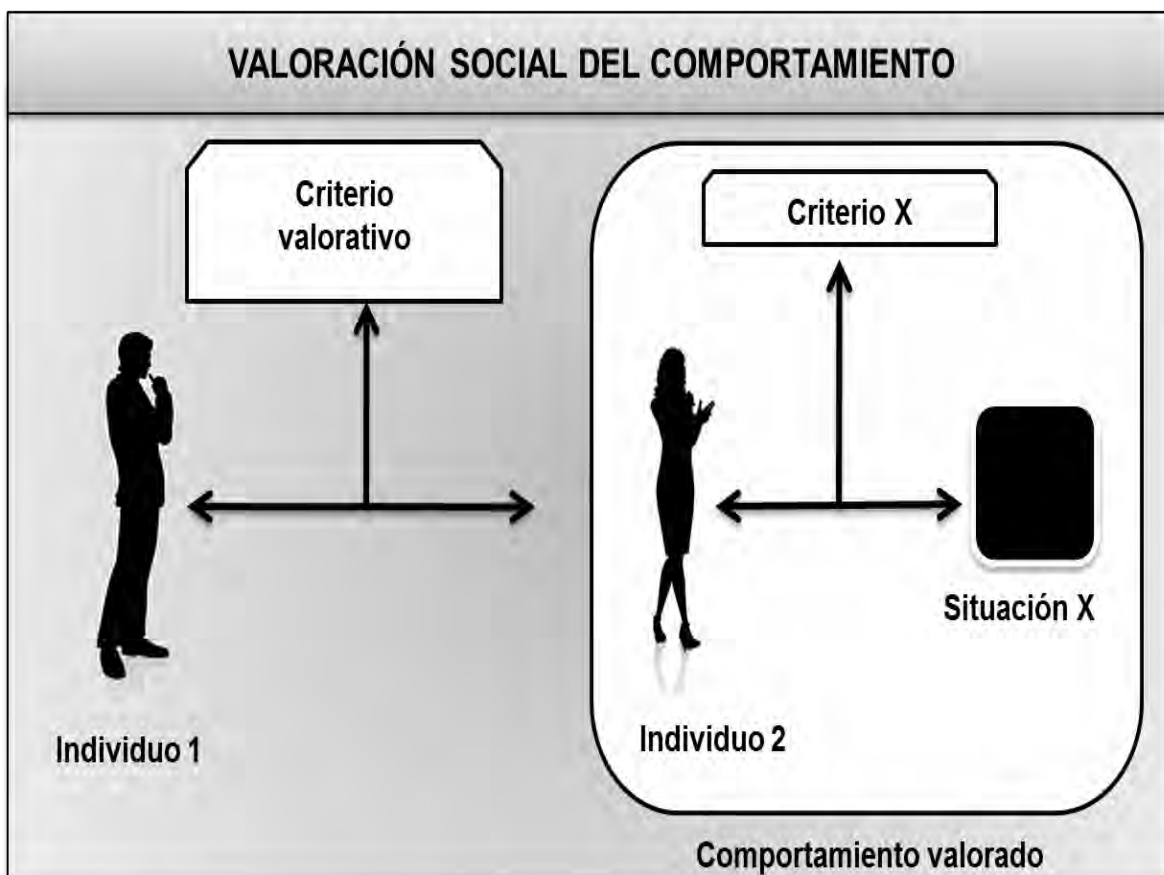 VALORACIÓN SOCIAL DEL COMPORTAMIENTO
Criterio
valorativo
Criterio X
Situación X
Individuo 1
Individuo 2
Comportamiento valorado